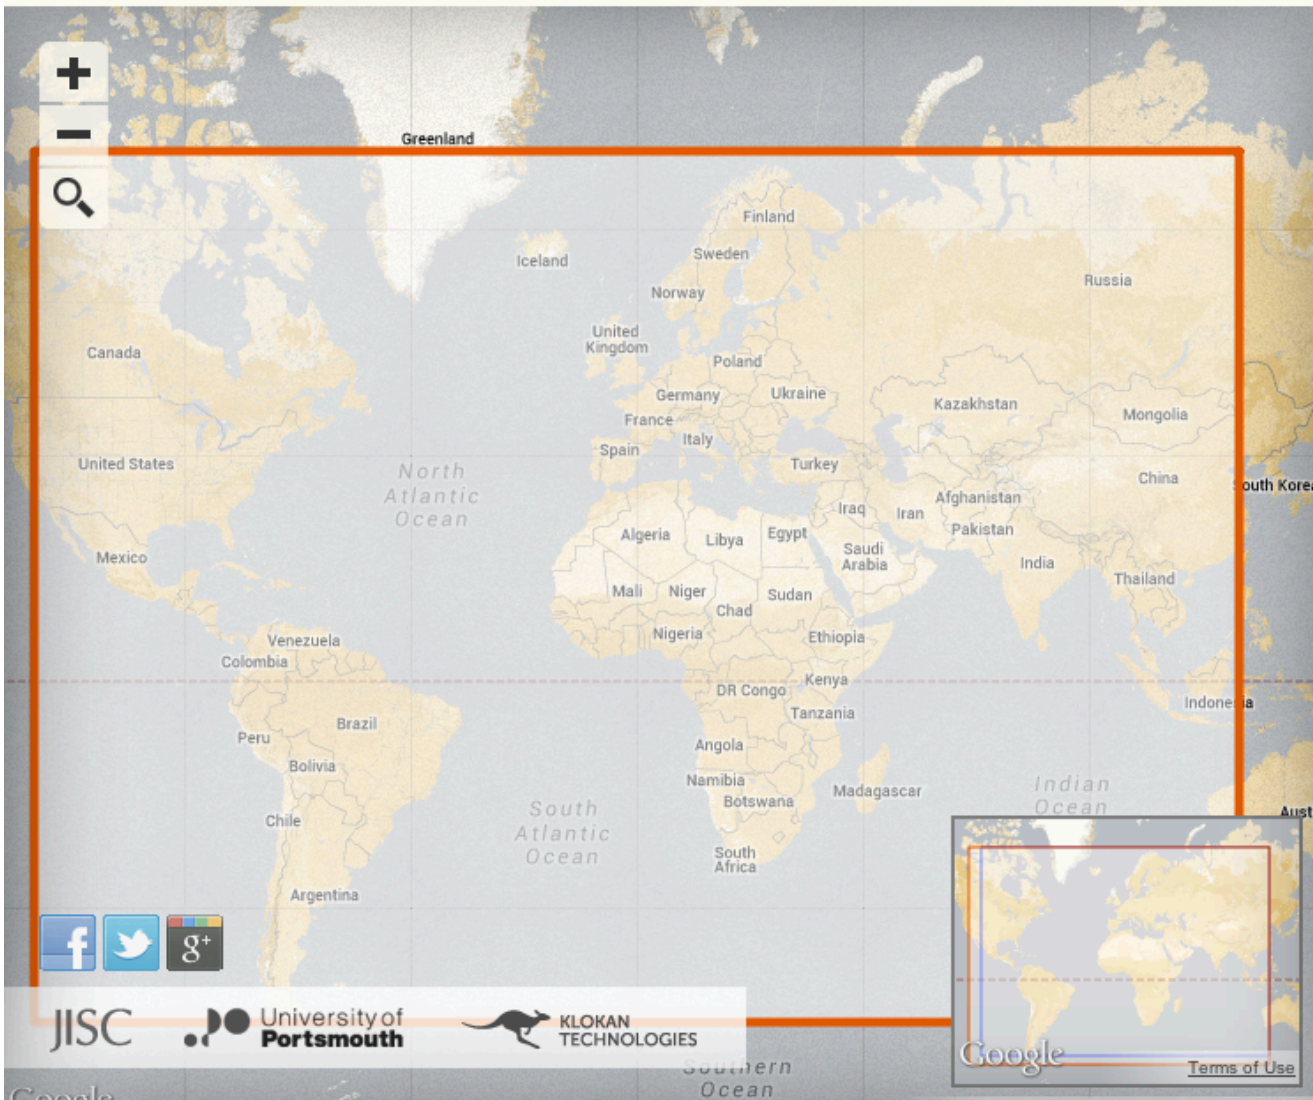 Greenland
Finland
Sweden
Iceland
Russia
Norway
United
Kingdom
Canada
Poland
Germany
Ukraine
Kazakhstan
Mongolia
France
Italy
Spain
United States
Turkey
North
Atlantic
Ocean
China
outh Korea
Afghanistan
Iraq
Iran
Pakistan
Algeria
Libya
Egypt
Saudi
Arabia
Mexico
India
Thailand
Mali
Niger
Sudan
Chad
Nigeria
Ethiopia
Venezuela
Colombia
Kenya
DR Congo
Indonesia
Tanzania
Brazil
Peru
Angola
Bolivia
Namibia
Botswana
Madagascar
Indian
Ocean
South
Atlantic
Ocean
Chile
Aust
South
Africa
Argentina
f
g+
JISC
University of
Portsmouth
KLOKAN
TECHNOLOGIES
Google
Terms of Use
Southern
Ocean
Google